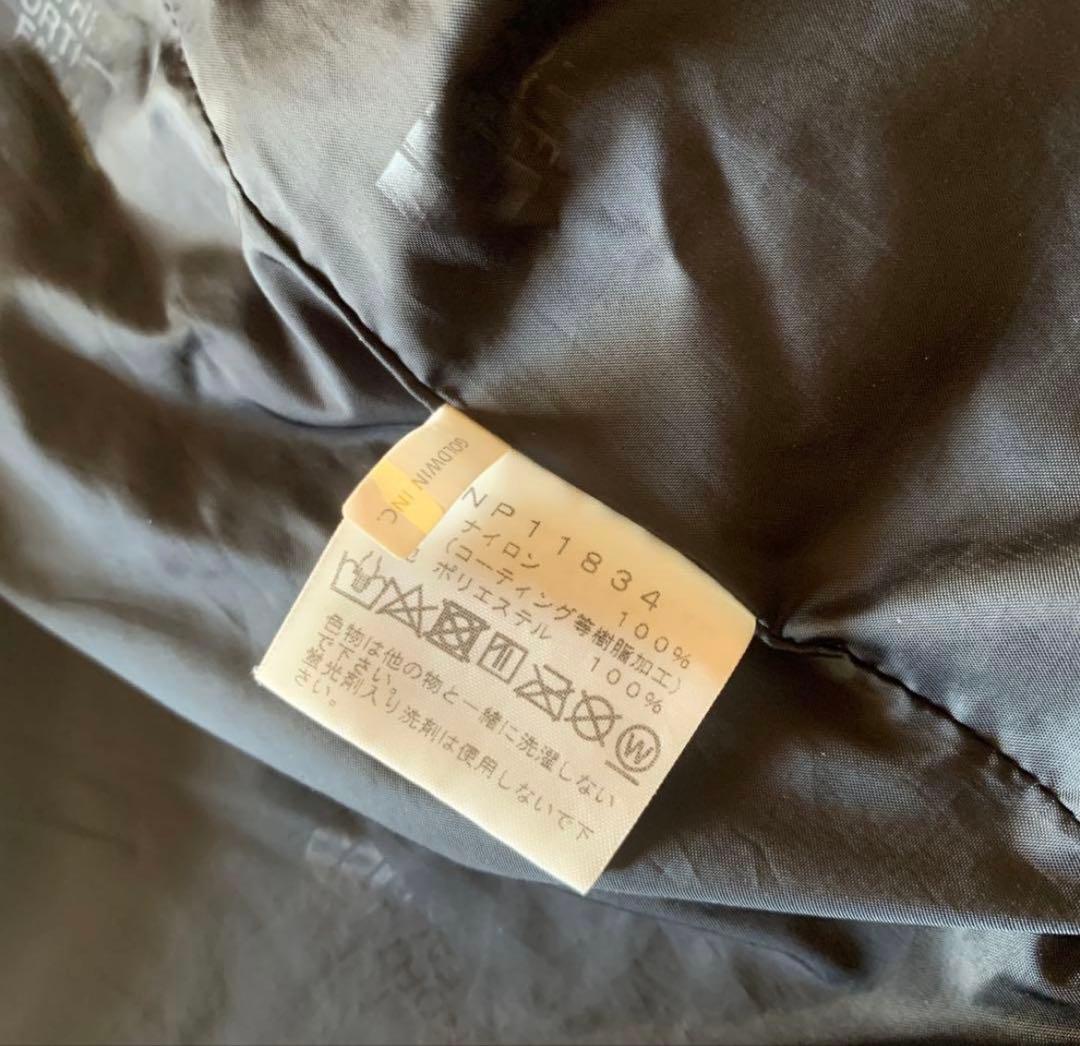 GOLDWIN INC
NP11834
ナイロン 100%
(コーティング等樹脂加工)
ポリエステル 100%
W
色物は他の物と一緒に洗濯しない
で下さい。
蛍光剤入り洗剤は使用しないで下
さい。